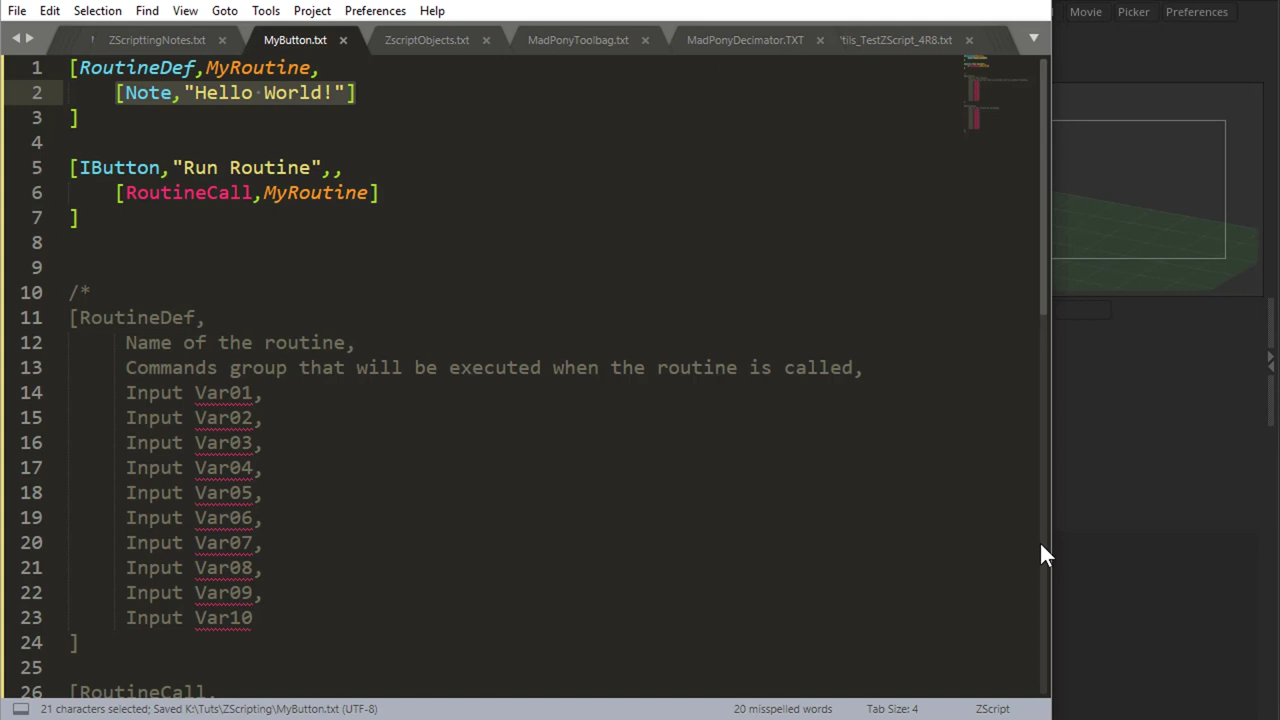 File Edit Selection Find View Goto Tools Project Preferences Help
Movie Picker Preferences
ZScripttingNotes.txt × MyButton.txt × ZscriptObjects.txt × MadPonyToolbag.txt × MadPonyDecimator.TXT × tils_TestZScript_4R8.txt ×
1 [RoutineDef,MyRoutine,
2 [Note,"Hello World!"]
3 ]
4
5 [IButton,"Run Routine",,
6 [RoutineCall,MyRoutine]
7 ]
8
9
10 /*
11 [RoutineDef,
12 Name of the routine,
13 Commands group that will be executed when the routine is called,
14 Input Var01,
15 Input Var02,
16 Input Var03,
17 Input Var04,
18 Input Var05,
19 Input Var06,
20 Input Var07,
21 Input Var08,
22 Input Var09,
23 Input Var10
24 ]
25
26 [RoutineCall,
21 characters selected; Saved K:\Tuts\ZScripting\MyButton.txt (UTF-8) 20 misspelled words Tab Size: 4 ZScript